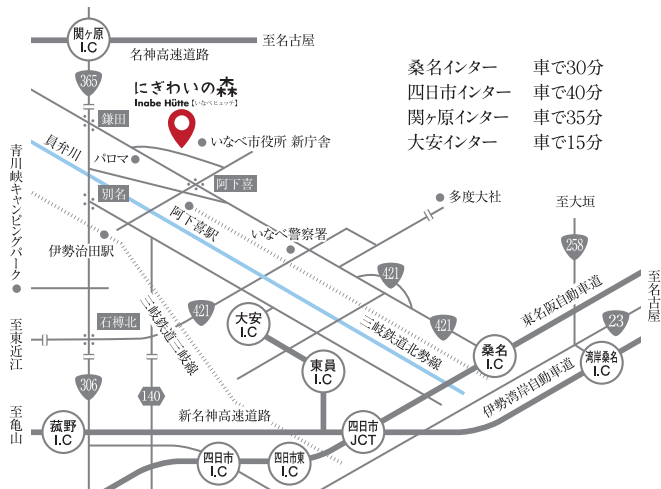 関ヶ原
I.C
至名古屋
名神高速道路
365
にぎわいの森
Inabe Hütte【いなべヒュッテ】
桑名インター 車で30分
四日市インター 車で40分
関ヶ原インター 車で35分
大安インター 車で15分
鎌田
員弁川
パロマ
いなべ市役所 新庁舎
青川峡キャンピングパーク
別名
阿下喜
多度大社
至大垣
阿下喜駅
いなべ警察署
伊勢治田駅
258
421
至名古屋
東名阪自動車道
三岐鉄道三岐線
421
大安
I.C
三岐鉄道北勢線
421
23
至東近江
石榑北
桑名
I.C
湾岸桑名
I.C
東員
I.C
伊勢湾岸自動車道
306
140
新名神高速道路
至亀山
菰野
I.C
四日市
JCT
四日市
I.C
四日市東
I.C